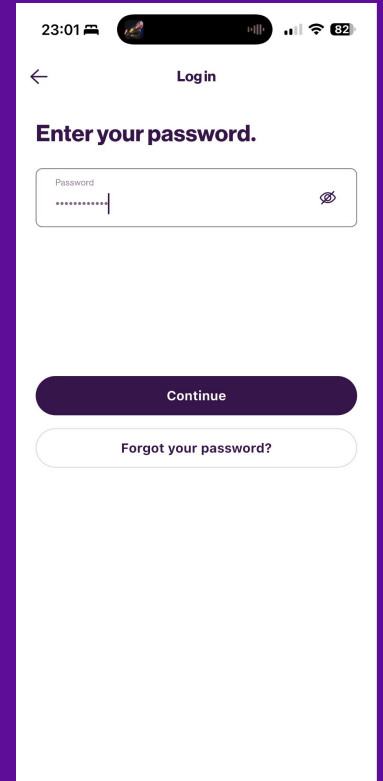 23:01
82
Log in
Enter your password.
Password
••••••••••••
Continue
Forgot your password?